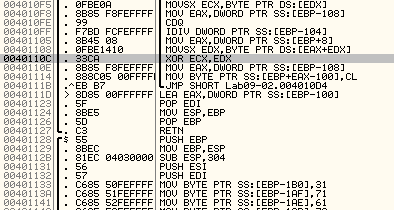 004010F5 . 0FBE0A MOVSX ECX,BYTE PTR DS:[EDX]
004010F8 . 8B85 F8FEFFFF MOV EAX,DWORD PTR SS:[EBP-108]
004010FE . 99 CDQ
004010FF . F7BD FCFEFFFF IDIV DWORD PTR SS:[EBP-104]
00401105 . 8B45 08 MOV EAX,DWORD PTR SS:[EBP+8]
00401108 . 0FBE1410 MOVSX EDX,BYTE PTR DS:[EAX+EDX]
0040110C . 33CA XOR ECX,EDX
0040110E . 8B85 F8FEFFFF MOV EAX,DWORD PTR SS:[EBP-108]
00401114 . 888C05 00FFFFF MOV BYTE PTR SS:[EBP+EAX-100],CL
0040111B .^EB B7 JMP SHORT Lab09-02.004010D4
0040111D > 8D85 00FFFFFF LEA EAX,DWORD PTR SS:[EBP-100]
00401123 . 5F POP EDI
00401124 . 8BE5 MOV ESP,EBP
00401126 . 5D POP EBP
00401127 . C3 RETN
00401128 $ 55 PUSH EBP
00401129 . 8BEC MOV EBP,ESP
0040112B . 81EC 04030000 SUB ESP,304
00401131 . 56 PUSH ESI
00401132 . 57 PUSH EDI
00401133 . C685 50FEFFFF MOV BYTE PTR SS:[EBP-1B0],31
0040113A . C685 51FEFFFF MOV BYTE PTR SS:[EBP-1AF],71
00401141 . C685 52FEFFFF MOV BYTE PTR SS:[EBP-1AE],61